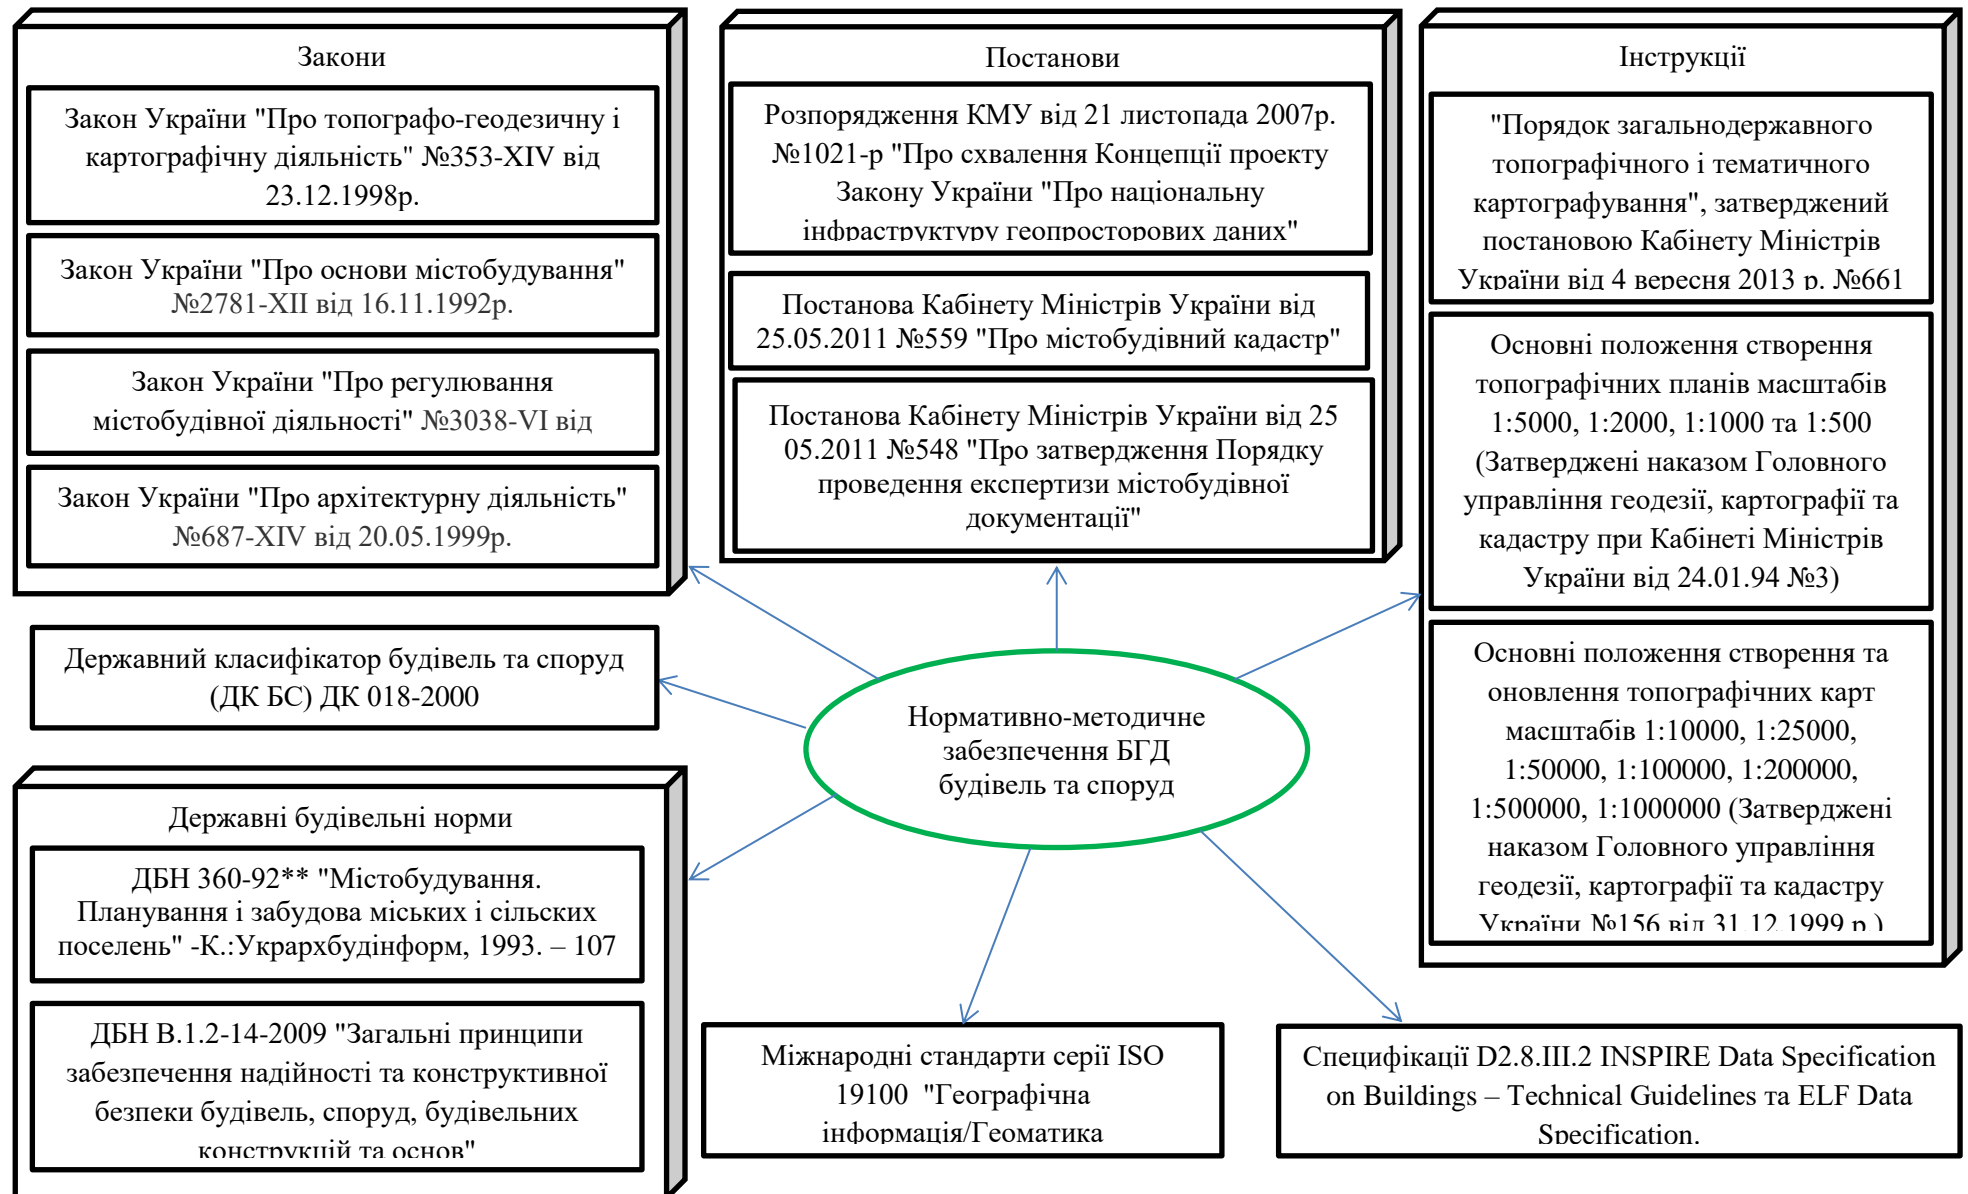 Закони
Закон України "Про топографо-геодезичну і
картографічну діяльність" №353-XIV від
23.12.1998р.
Закон України "Про основи містобудування"
№2781-XII від 16.11.1992р.
Закон України "Про регулювання
містобудівної діяльності" №3038-VI від
Закон України "Про архітектурну діяльність"
№687-XIV від 20.05.1999р.
Постанови
Розпорядження КМУ від 21 листопада 2007р.
№1021-р "Про схвалення Концепції проекту
Закону України "Про національну
інфраструктуру геопросторових даних"
Постанова Кабінету Міністрів України від
25.05.2011 №559 "Про містобудівний кадастр"
Постанова Кабінету Міністрів України від 25
05.2011 №548 "Про затвердження Порядку
проведення експертизи містобудівної
документації"
Інструкції
"Порядок загальнодержавного
топографічного і тематичного
картографування", затверджений
постановою Кабінету Міністрів
України від 4 вересня 2013 р. №661
Основні положення створення
топографічних планів масштабів
1:5000, 1:2000, 1:1000 та 1:500
(Затверджені наказом Головного
управління геодезії, картографії та
кадастру при Кабінеті Міністрів
України від 24.01.94 №3)
Основні положення створення та
оновлення топографічних карт
масштабів 1:10000, 1:25000,
1:50000, 1:100000, 1:200000,
1:500000, 1:1000000 (Затверджені
наказом Головного управління
геодезії, картографії та кадастру
України №156 від 31.12.1999 р.)
Державний класифікатор будівель та споруд
(ДК БС) ДК 018-2000
Нормативно-методичне
забезпечення БГД
будівель та споруд
Державні будівельні норми
ДБН 360-92** "Містобудування.
Планування і забудова міських і сільских
поселень" -К.:Укрархбудінформ, 1993. – 107
ДБН В.1.2-14-2009 "Загальні принципи
забезпечення надійності та конструктивної
безпеки будівель, споруд, будівельних
конструкцій та основ"
Міжнародні стандарти серії ISO
19100 "Географічна
інформація/Геоматика
Специфікації D2.8.III.2 INSPIRE Data Specification
on Buildings – Technical Guidelines та ELF Data
Specification.